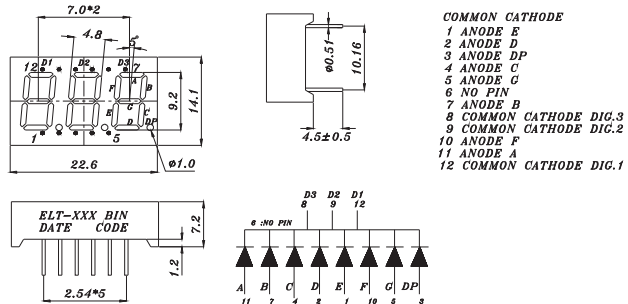 7.0*2
4.8
5°
12 D1 D2 D3 7
A
F B
G
E C
D DP
1 5
9.2
14.1
22.6
ø1.0
ø0.51
10.16
4.5±0.5
COMMON CATHODE
1 ANODE E
2 ANODE D
3 ANODE DP
4 ANODE C
5 ANODE G
6 NO PIN
7 ANODE B
8 COMMON CATHODE DIG.3
9 COMMON CATHODE DIG.2
10 ANODE F
11 ANODE A
12 COMMON CATHODE DIG.1
ELT-XXX BIN
DATE CODE
7.2
1.2
2.54*5
D3 D2 D1
8 9 12
6 :NO PIN
A B C D E F G DP
11 7 4 2 1 10 5 3